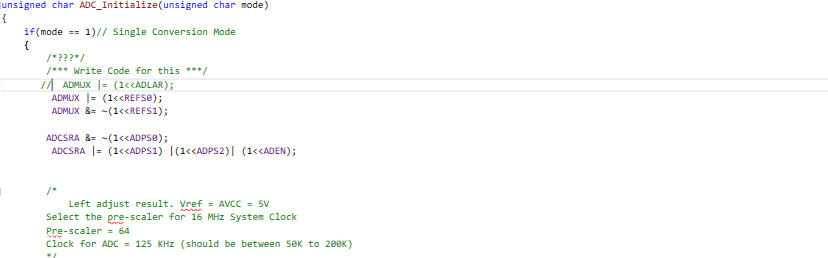 unsigned char ADC_Initialize(unsigned char mode)
{
if(mode == 1)// Single Conversion Mode
{
/*???*/
/*** Write Code for this ***/
// ADMUX |= (1<<ADLAR);
ADMUX |= (1<<REFS0);
ADMUX &= ~(1<<REFS1);
ADCSRA &= ~(1<<ADPS0);
ADCSRA |= (1<<ADPS1) |(1<<ADPS2)| (1<<ADEN);
/*
Left adjust result. Vref = AVCC = 5V
Select the pre-scaler for 16 MHz System Clock
Pre-scaler = 64
Clock for ADC = 125 KHz (should be between 50K to 200K)
*/